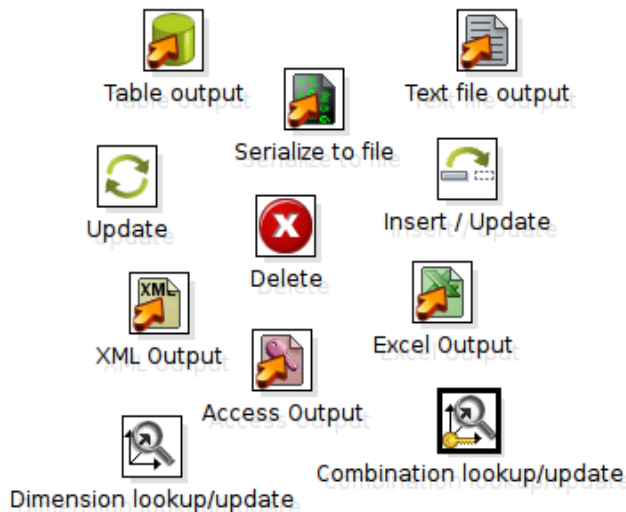 Table output
Text file output
Serialize to file
Update
Insert / Update
Delete
XML
XML Output
Excel Output
Access Output
Combination lookup/update
Dimension lookup/update